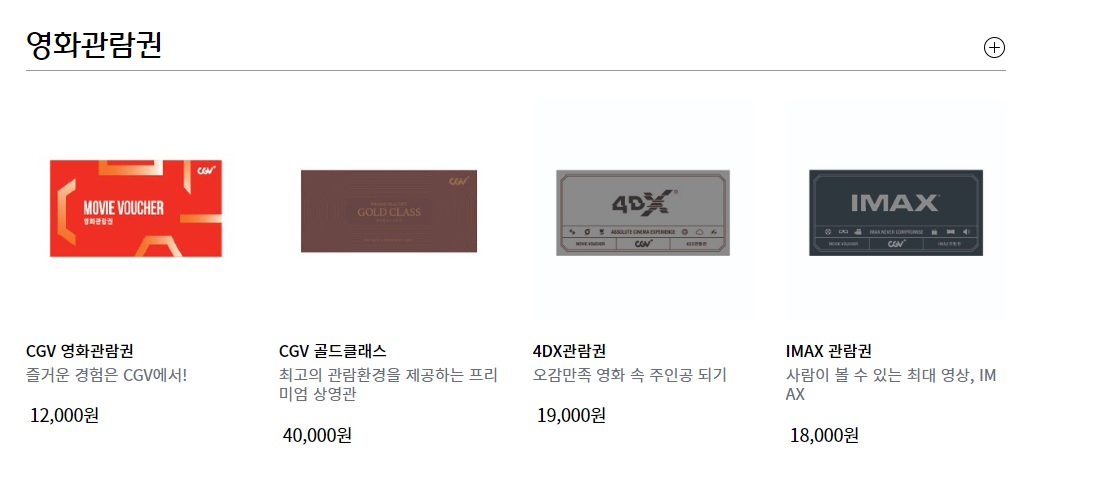 영화관람권
CGV
MOVIE VOUCHER
영화관람권
CGV
GOLD CLASS
4DX
ABSOLUTE CINEMA EXPERIENCE
MOVIE VOUCHER
CGV
4DX관람권
IMAX
IMAX NEVER COMPROMISE
MOVIE VOUCHER
CGV
IMAX관람권
CGV 영화관람권
즐거운 경험은 CGV에서!
12,000원
CGV 골드클래스
최고의 관람환경을 제공하는 프리
미엄 상영관
40,000원
4DX관람권
오감만족 영화 속 주인공 되기
19,000원
IMAX 관람권
사람이 볼 수 있는 최대 영상, IM
AX
18,000원